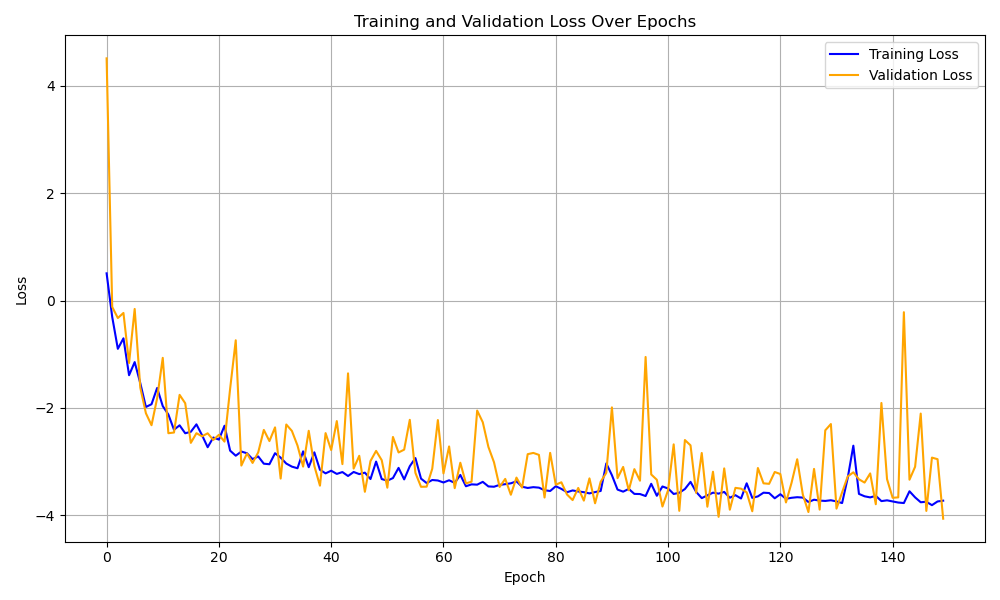 Training and Validation Loss Over Epochs
Training Loss
Validation Loss
4
2
0
−2
−4
Loss
0
20
40
60
80
100
120
140
Epoch